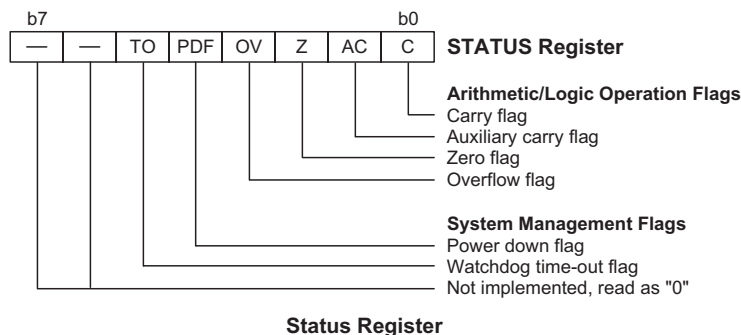 b7 b0
— — TO PDF OV Z AC C STATUS Register
Arithmetic/Logic Operation Flags
Carry flag
Auxiliary carry flag
Zero flag
Overflow flag
System Management Flags
Power down flag
Watchdog time-out flag
Not implemented, read as "0"
Status Register